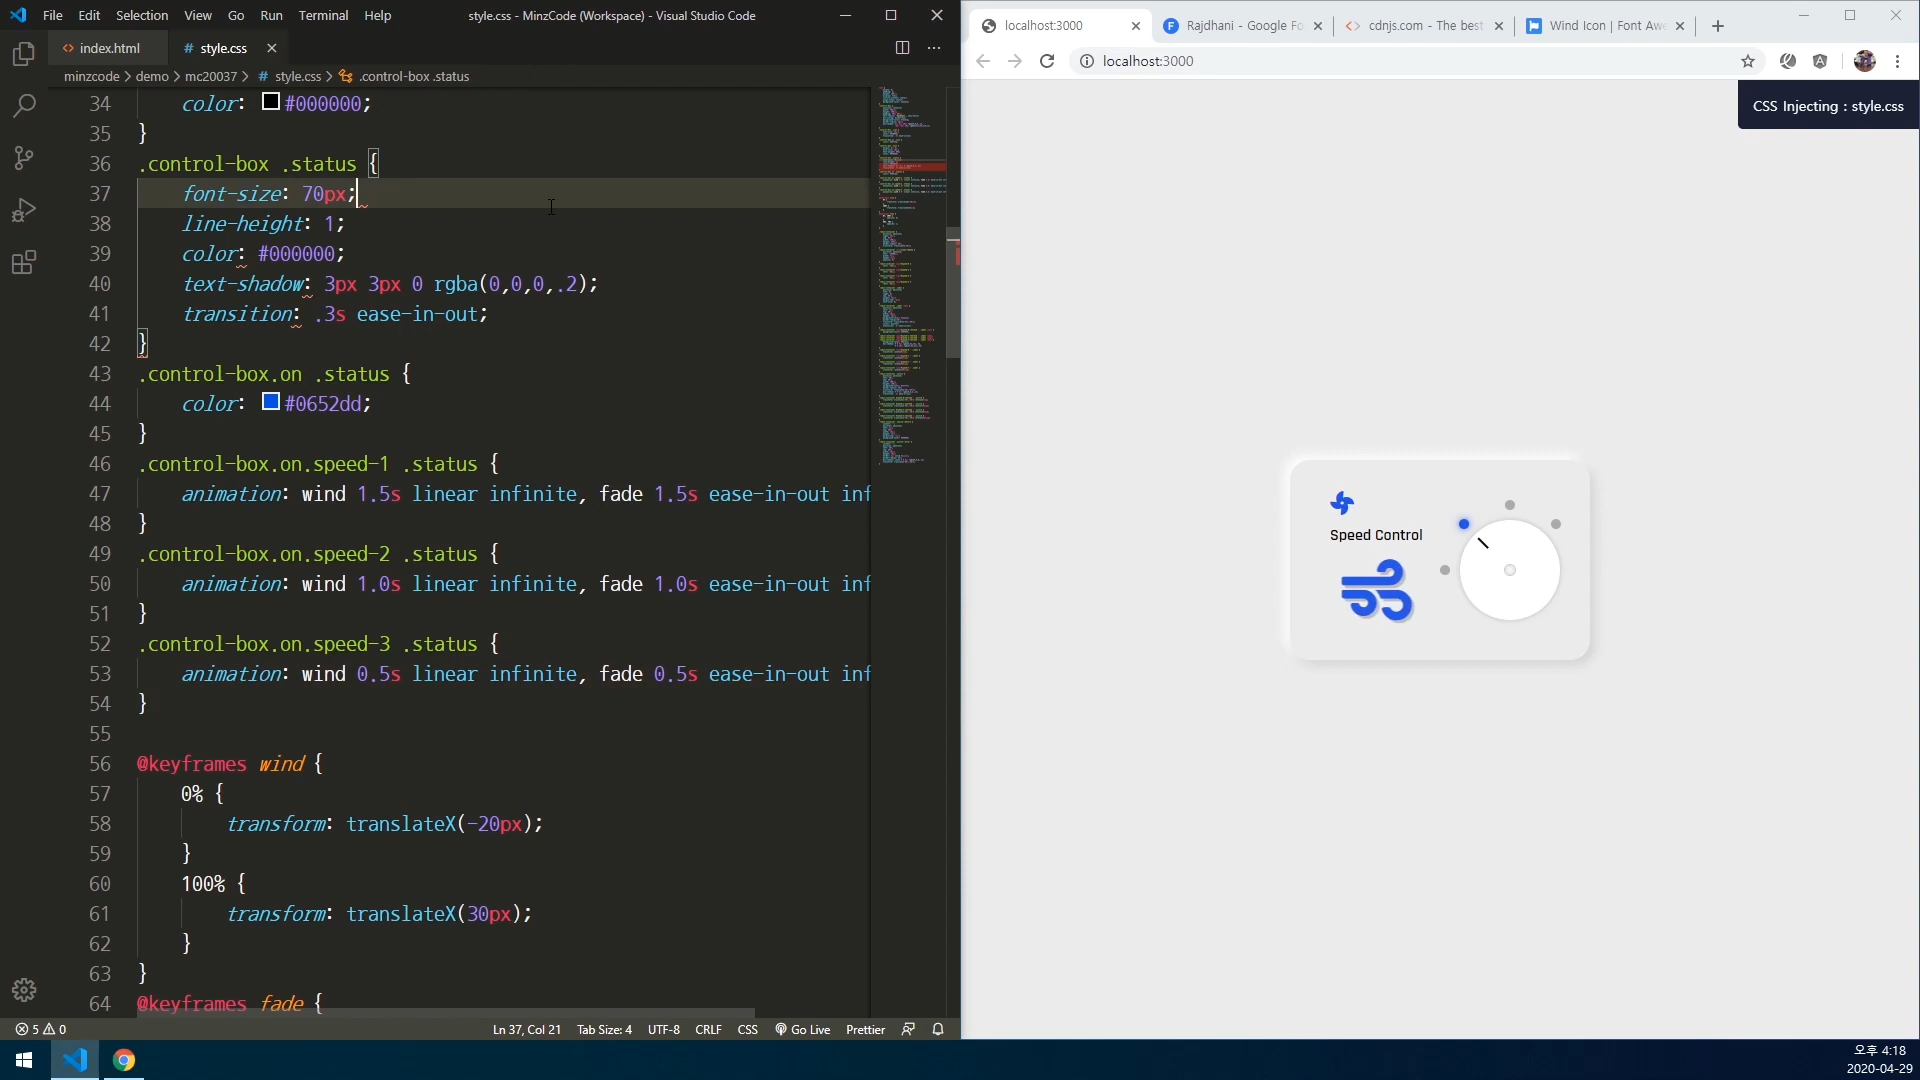 File Edit Selection View Go Run Terminal Help
style.css - MinzCode (Workspace) - Visual Studio Code
<> index.html
# style.css
minzcode > demo > mc20037 > # style.css > .control-box .status
34 color: #000000;
35 }
36 .control-box .status {
37 font-size: 70px;
38 line-height: 1;
39 color: #000000;
40 text-shadow: 3px 3px 0 rgba(0,0,0,.2);
41 transition: .3s ease-in-out;
42 }
43 .control-box.on .status {
44 color: #0652dd;
45 }
46 .control-box.on.speed-1 .status {
47 animation: wind 1.5s linear infinite, fade 1.5s ease-in-out inf
48 }
49 .control-box.on.speed-2 .status {
50 animation: wind 1.0s linear infinite, fade 1.0s ease-in-out inf
51 }
52 .control-box.on.speed-3 .status {
53 animation: wind 0.5s linear infinite, fade 0.5s ease-in-out inf
54 }
55
56 @keyframes wind {
57 0% {
58 transform: translateX(-20px);
59 }
60 100% {
61 transform: translateX(30px);
62 }
63 }
64 @keyframes fade {
5 0
Ln 37, Col 21 Tab Size: 4 UTF-8 CRLF CSS Go Live Prettier
localhost:3000
Rajdhani - Google Fo
cdnjs.com - The best
Wind Icon | Font Awe
localhost:3000
CSS Injecting : style.css
Speed Control
오후 4:18
2020-04-29